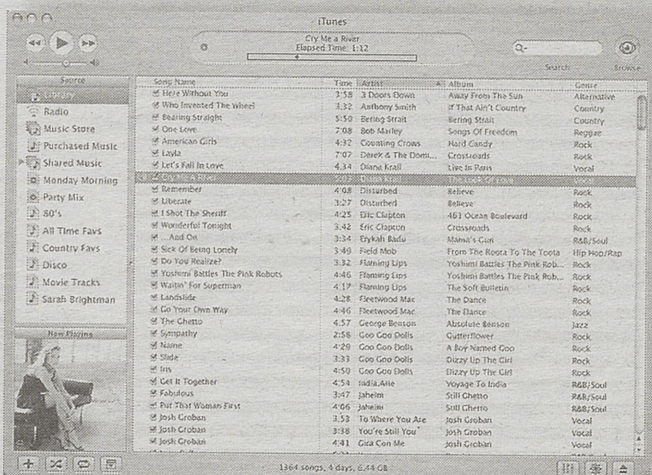 iTunes
Cry Me a River
Elapsed Time: 1:12
Search
Browse
Source
Library
Radio
Music Store
Purchased Music
Shared Music
Monday Morning
Party Mix
80's
All Time Favs
Country Favs
Disco
Movie Tracks
Sarah Brightman
Now Playing
Song Name Time Artist Album Genre
Here Without You 3:58 3 Doors Down Away From The Sun Alternative
Who Invented The Wheel 3:32 Anthony Smith If That Ain't Country Country
Bearing Straight 5:50 Bering Strait Bering Strait Country
One Love 7:08 Bob Marley Songs Of Freedom Reggae
American Girls 4:32 Counting Crows Hard Candy Rock
Layla 7:07 Derek & The Domi... Crossroads Rock
Let's Fall In Love 4:34 Diana Krall Live In Paris Vocal
Cry Me A River 5:02 Diana Krall The Look Of Love Vocal
Remember 4:08 Disturbed Believe Rock
Liberate 3:27 Disturbed Believe Rock
I Shot The Sheriff 4:25 Eric Clapton 461 Ocean Boulevard Rock
Wonderful Tonight 3:42 Eric Clapton Crossroads Rock
...And On 3:34 Erykah Badu Mama's Gun R&B/Soul
Sick Of Being Lonely 3:49 Field Mob From The Roota To The Toota Hip Hop/Rap
Do You Realize? 3:32 Flaming Lips Yoshimi Battles The Pink Rob... Rock
Yoshimi Battles The Pink Robots 4:46 Flaming Lips Yoshimi Battles The Pink Rob... Rock
Waitin' For Superman 4:17 Flaming Lips The Soft Bulletin Rock
Landslide 4:28 Fleetwood Mac The Dance Rock
Go Your Own Way 4:46 Fleetwood Mac The Dance Rock
The Ghetto 4:57 George Benson Absolute Benson Jazz
Sympathy 2:58 Goo Goo Dolls Gutterflower Rock
Name 4:29 Goo Goo Dolls A Boy Named Goo Rock
Slide 3:33 Goo Goo Dolls Dizzy Up The Girl Rock
Iris 4:50 Goo Goo Dolls Dizzy Up The Girl Rock
Get It Together 4:54 India.Arie Voyage To India R&B/Soul
Fabulous 3:47 Jaheim Still Ghetto R&B/Soul
Put That Woman First 4:06 Jaheim Still Ghetto R&B/Soul
Josh Groban 3:53 To Where You Are Josh Groban Vocal
Josh Groban 3:38 You're Still You Josh Groban Vocal
Josh Groban 4:41 Gira Con Me Josh Groban Vocal
1364 songs, 4 days, 6.44 GB